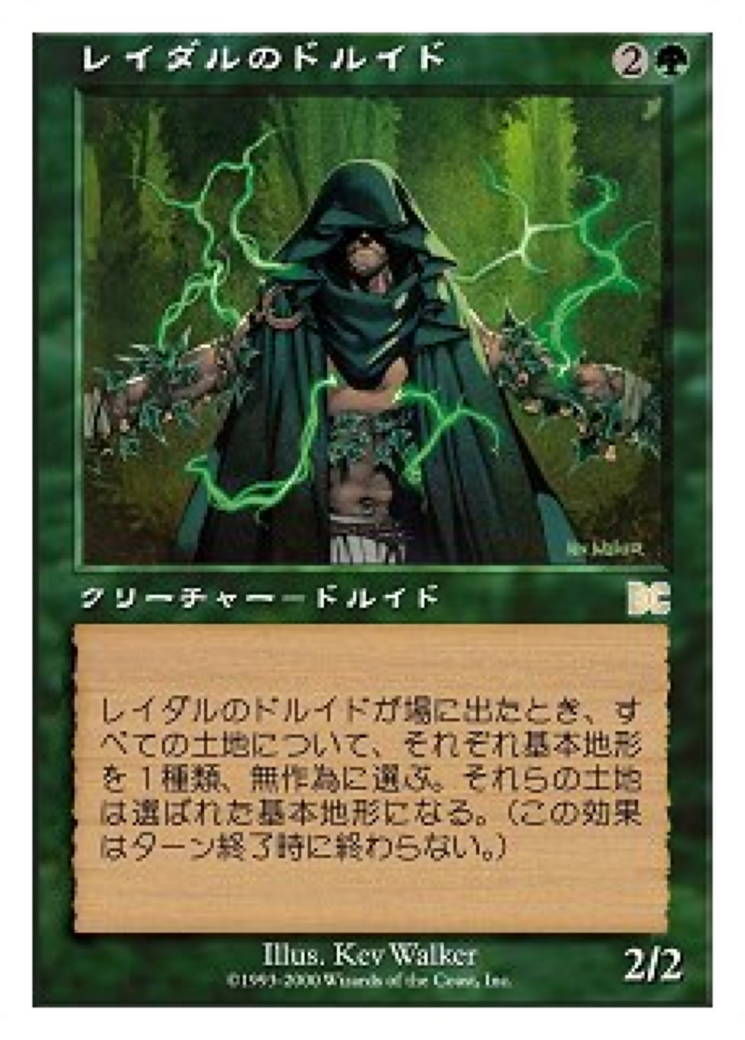 レイダルのドルイド
2
クリーチャー－ドルイド
DC
レイダルのドルイドが場に出たとき、す
べての土地について、それぞれ基本地形
を１種類、無作為に選ぶ。それらの土地
は選ばれた基本地形になる。（この効果
はターン終了時に終わらない。）
Kev Walker
Illus. Kev Walker
©1993-2000 Wizards of the Coast, Inc.
2/2